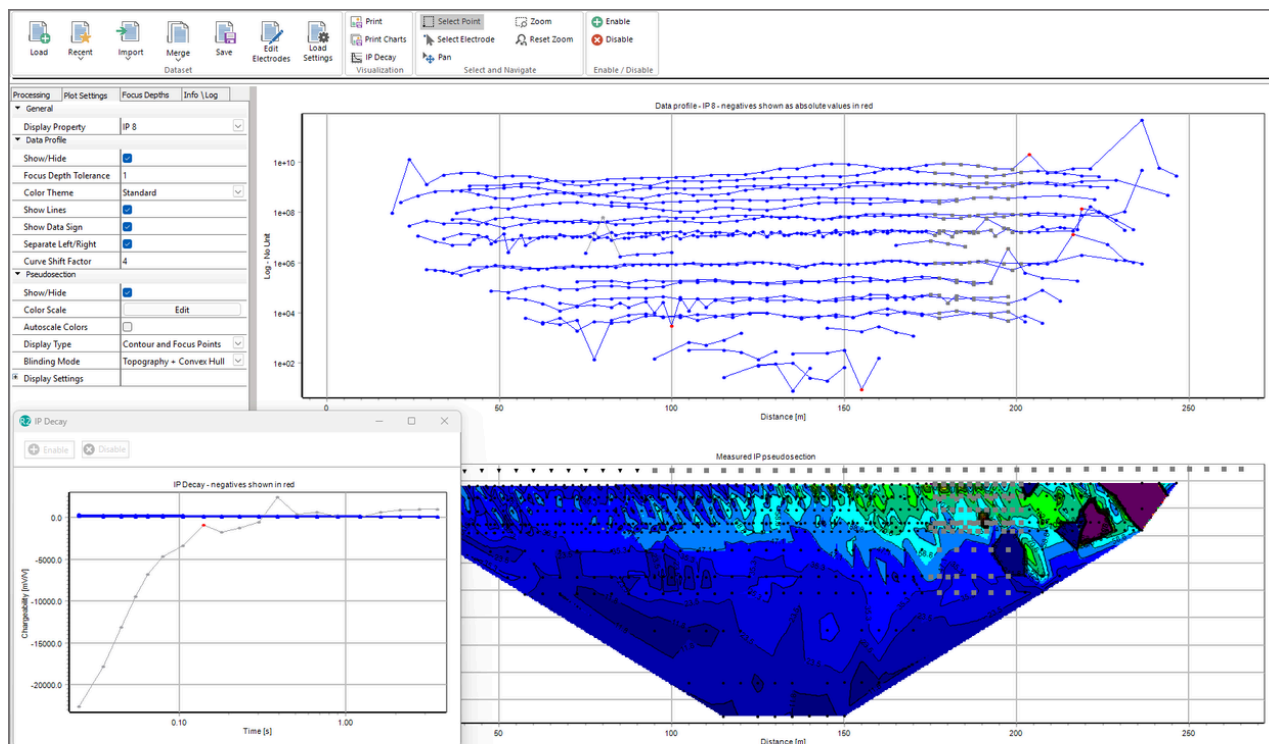 Load
Recent
Import
Merge
Save
Edit
Electrodes
Load
Settings
Dataset
Print
Print Charts
IP Decay
Visualization
Select Point
Select Electrode
Pan
Zoom
Reset Zoom
Select and Navigate
Enable
Disable
Enable / Disable
Processing Plot Settings Focus Depths Info \ Log
General
Display Property IP 8
Data Profile
Show/Hide
Focus Depth Tolerance 1
Color Theme Standard
Show Lines
Show Data Sign
Separate Left/Right
Curve Shift Factor 4
Pseudosection
Show/Hide
Color Scale Edit
Autoscale Colors
Display Type Contour and Focus Points
Blinding Mode Topography + Convex Hull
Display Settings
Data profile - IP 8 - negatives shown as absolute values in red
Log - No Unit
1e+10
1e+08
1e+06
1e+04
1e+02
0 50 100 150 200 250
Distance [m]
IP Decay
Enable Disable
IP Decay - negatives shown in red
Chargeability [mV/V]
0.0
-5000.0
-10000.0
-15000.0
-20000.0
0.10 1.00
Time [s]
Measured IP pseudosection
50 100 150 200 250
Distance [m]